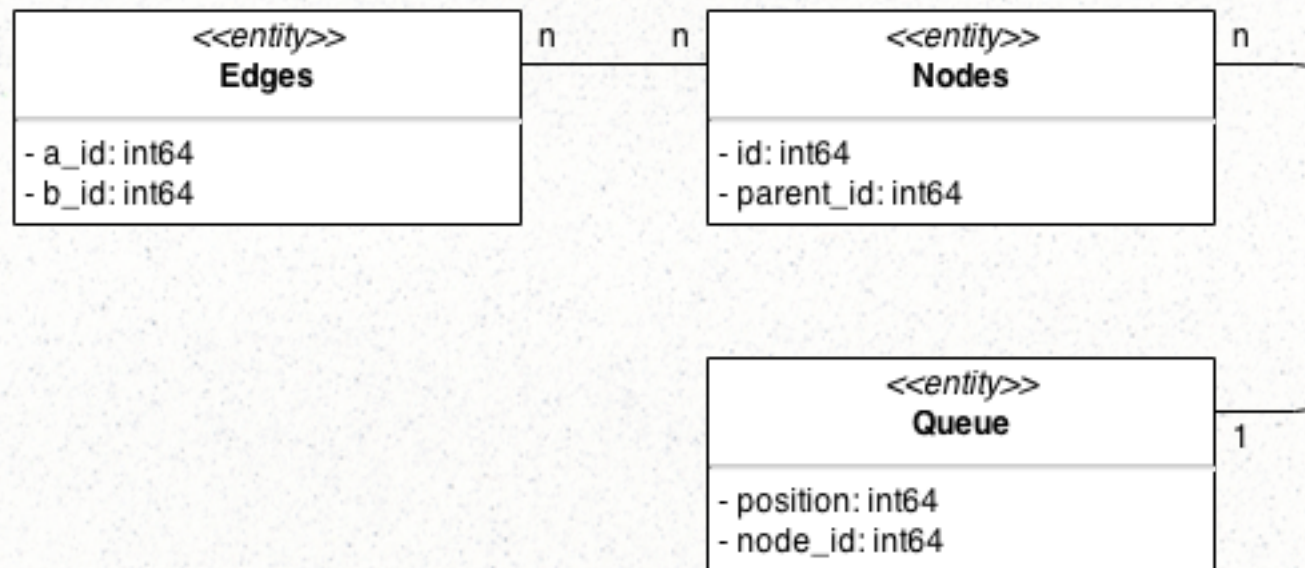 <<entity>>
Edges
n
- a_id: int64
- b_id: int64
n
<<entity>>
Nodes
n
- id: int64
- parent_id: int64
<<entity>>
Queue
1
- position: int64
- node_id: int64